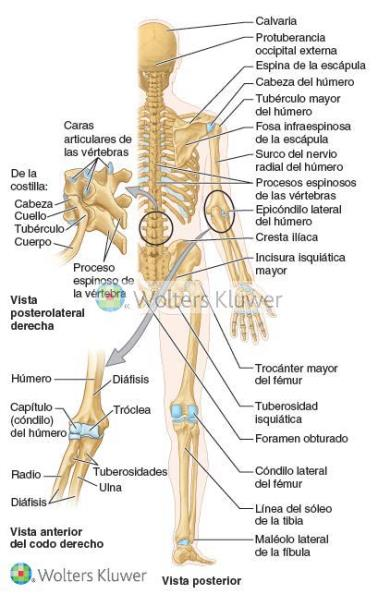 Calvaria
Protuberancia
occipital externa
Espina de la escápula
Cabeza del húmero
Tubérculo mayor
del húmero
Fosa infraespinosa
de la escápula
Surco del nervio
radial del húmero
Procesos espinosos
de las vértebras
Epicóndilo lateral
del húmero
Cresta ilíaca
Incisura isquiática
mayor
Trocánter mayor
del fémur
Tuberosidad
isquiática
Foramen obturado
Cóndilo lateral
del fémur
Línea del sóleo
de la tibia
Maléolo lateral
de la fíbula
Caras
articulares de
las vértebras
De la
costilla:
Cabeza
Cuello
Tubérculo
Cuerpo
Proceso
espinoso de
la vértebra
Vista
posterolateral
derecha
Wolters Kluwer
Húmero
Diáfisis
Capítulo
(cóndilo)
del húmero
Tróclea
Radio
Tuberosidades
Ulna
Diáfisis
Vista anterior
del codo derecho
Wolters Kluwer
Vista posterior